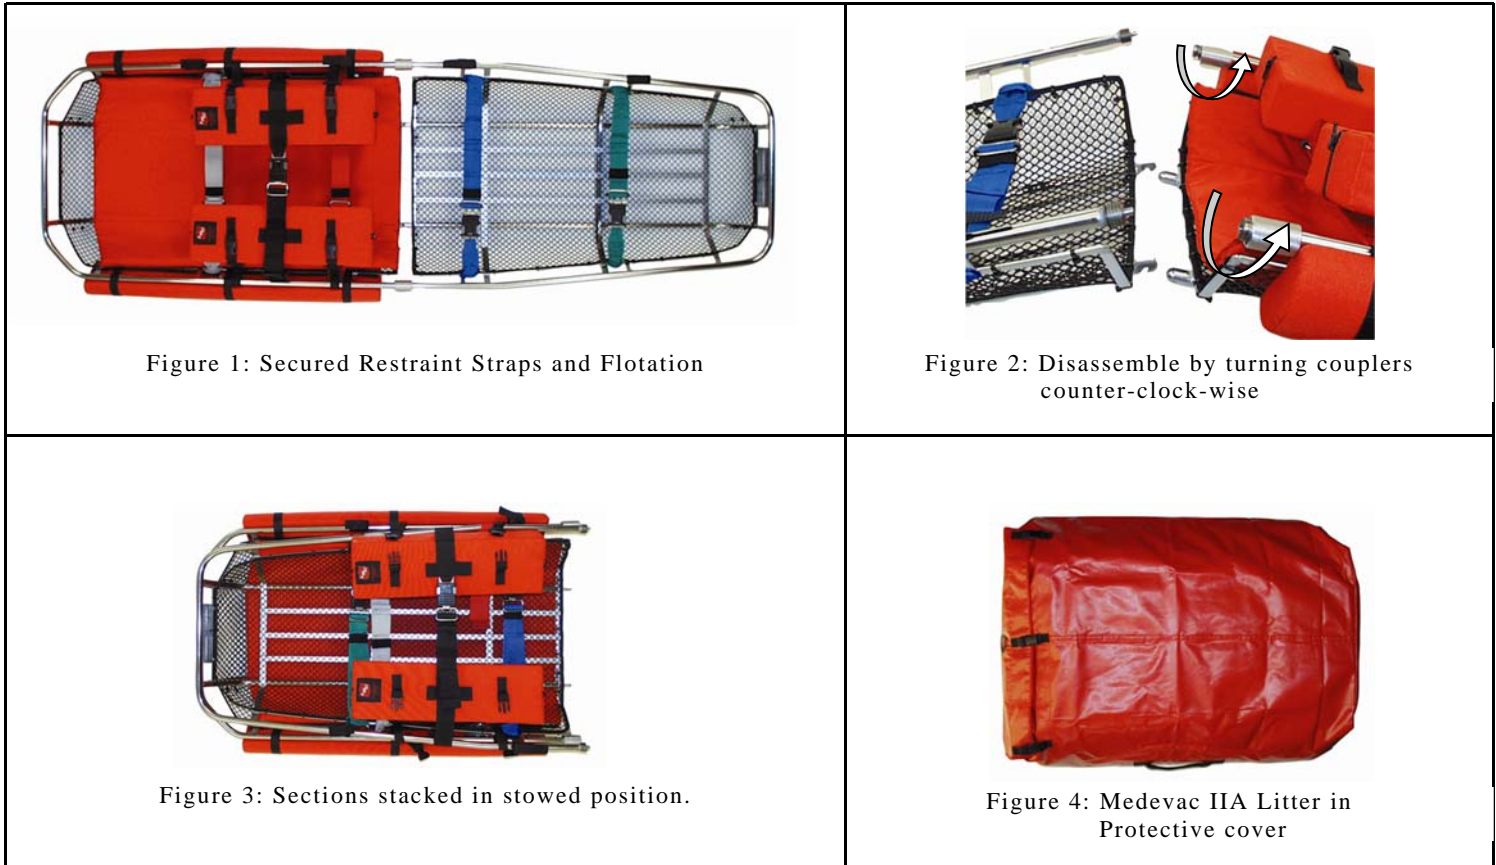 Figure 1: Secured Restraint Straps and Flotation
Figure 2: Disassemble by turning couplers
counter-clock-wise
Figure 3: Sections stacked in stowed position.
Figure 4: Medevac IIA Litter in
Protective cover